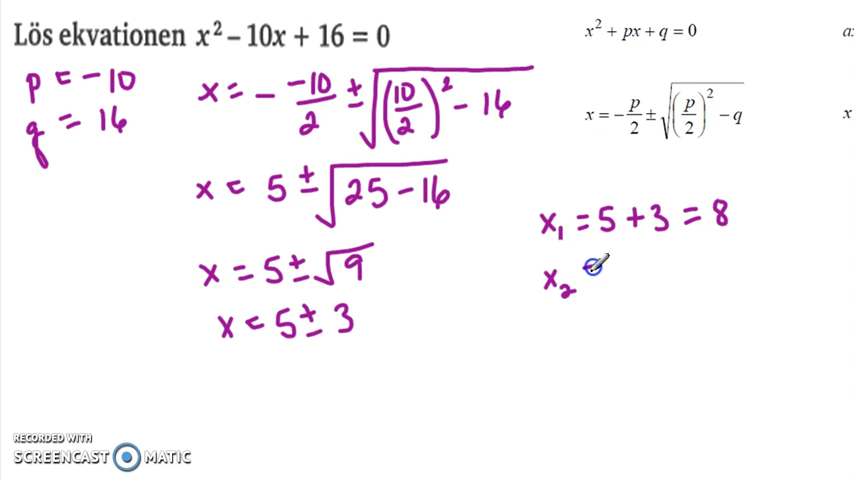 Lös ekvationen x² – 10x + 16 = 0
p = -10
q = 16
x = - -10/2 ± √((10/2)² - 16)
x = 5 ± √(25 - 16)
x = 5 ± √9
x = 5 ± 3
x² + px + q = 0
x = -p/2 ± √((p/2)² - q)
x₁ = 5 + 3 = 8
x₂ =
a:
x
RECORDED WITH
SCREENCAST MATIC